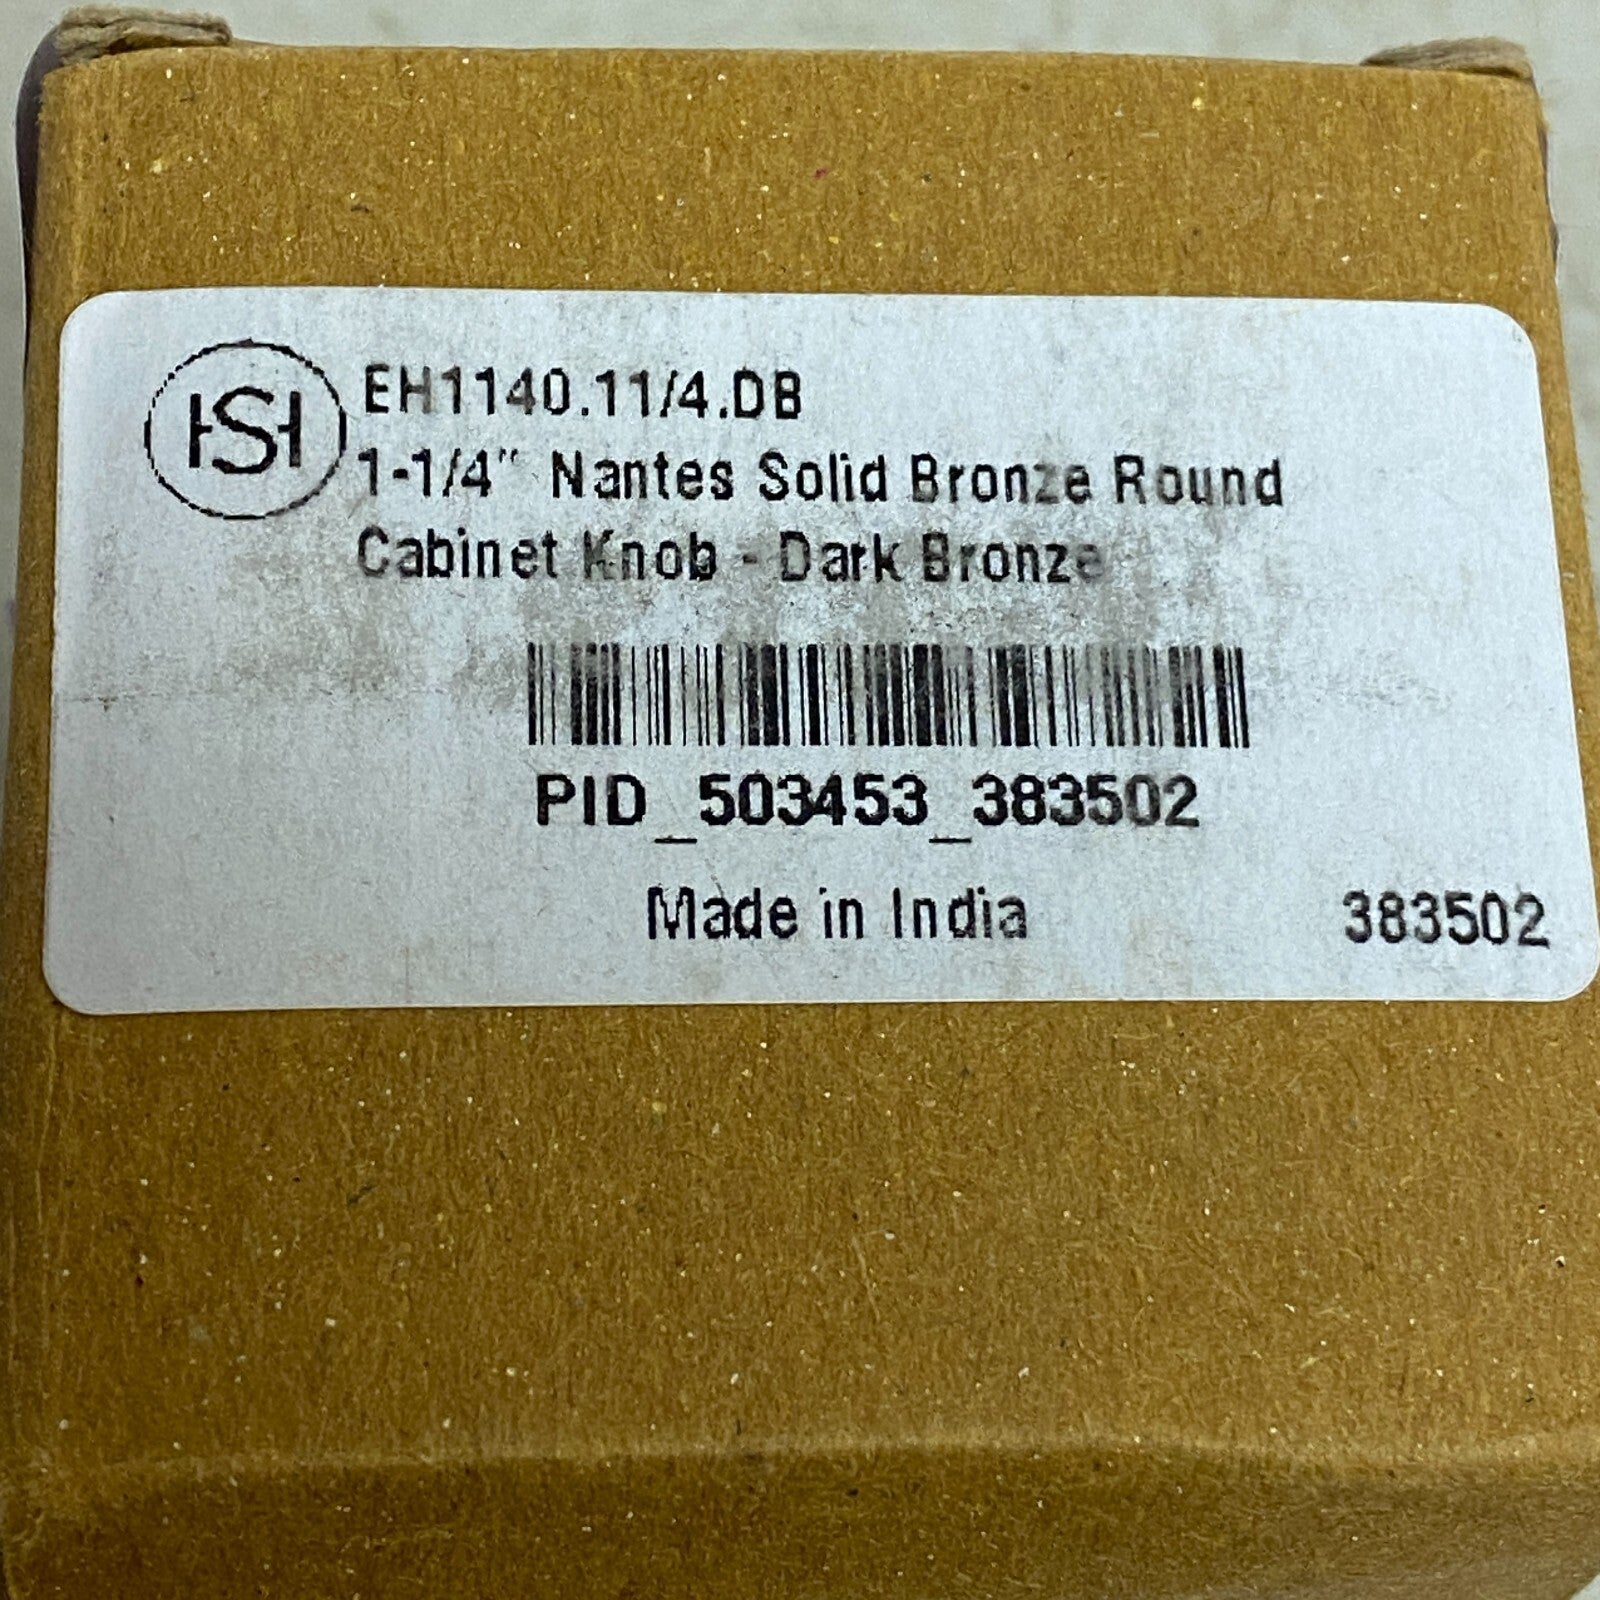 HSH
EH1140.11/4.DB
1-1/4" Nantes Solid Bronze Round
Cabinet Knob - Dark Bronze
PID_503453_383502
Made in India
383502